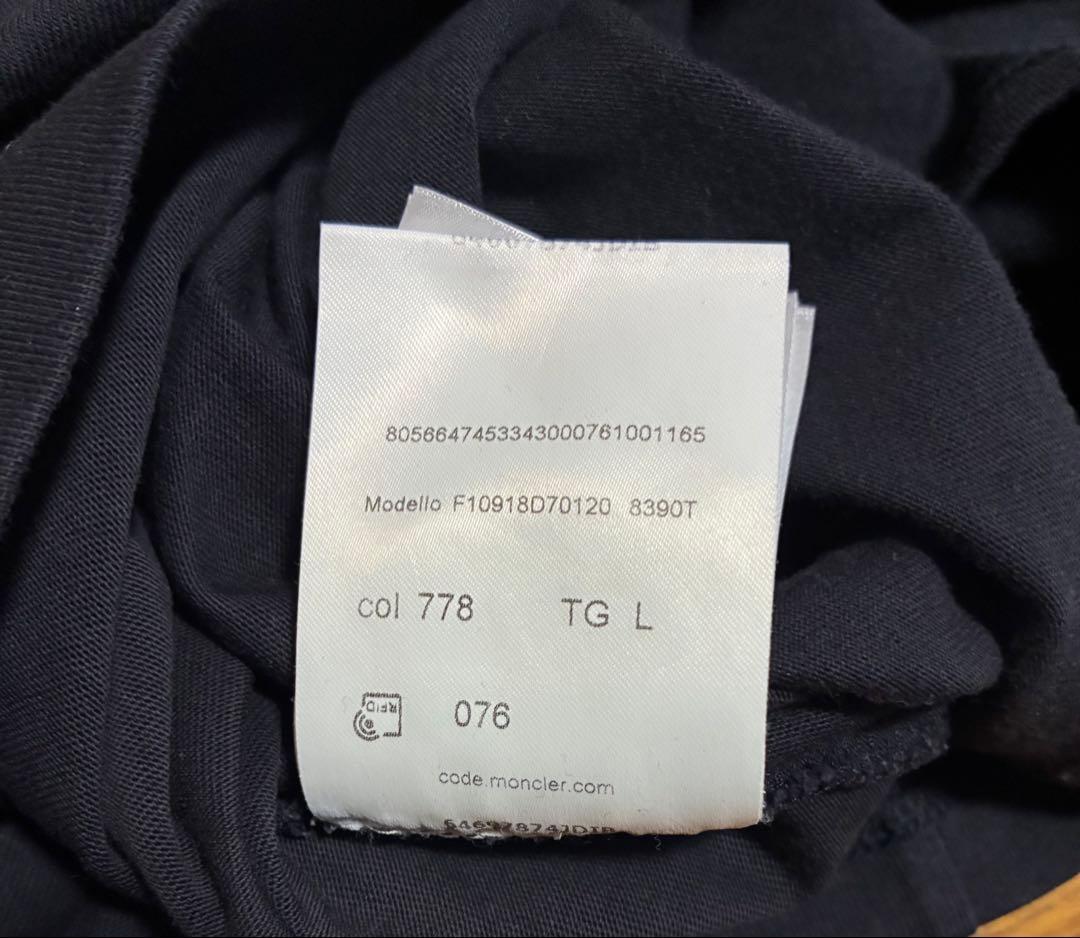 8056647453343000761001165
Modello F10918D70120 8390T
col 778 TG L
RFID
076
code.moncler.com